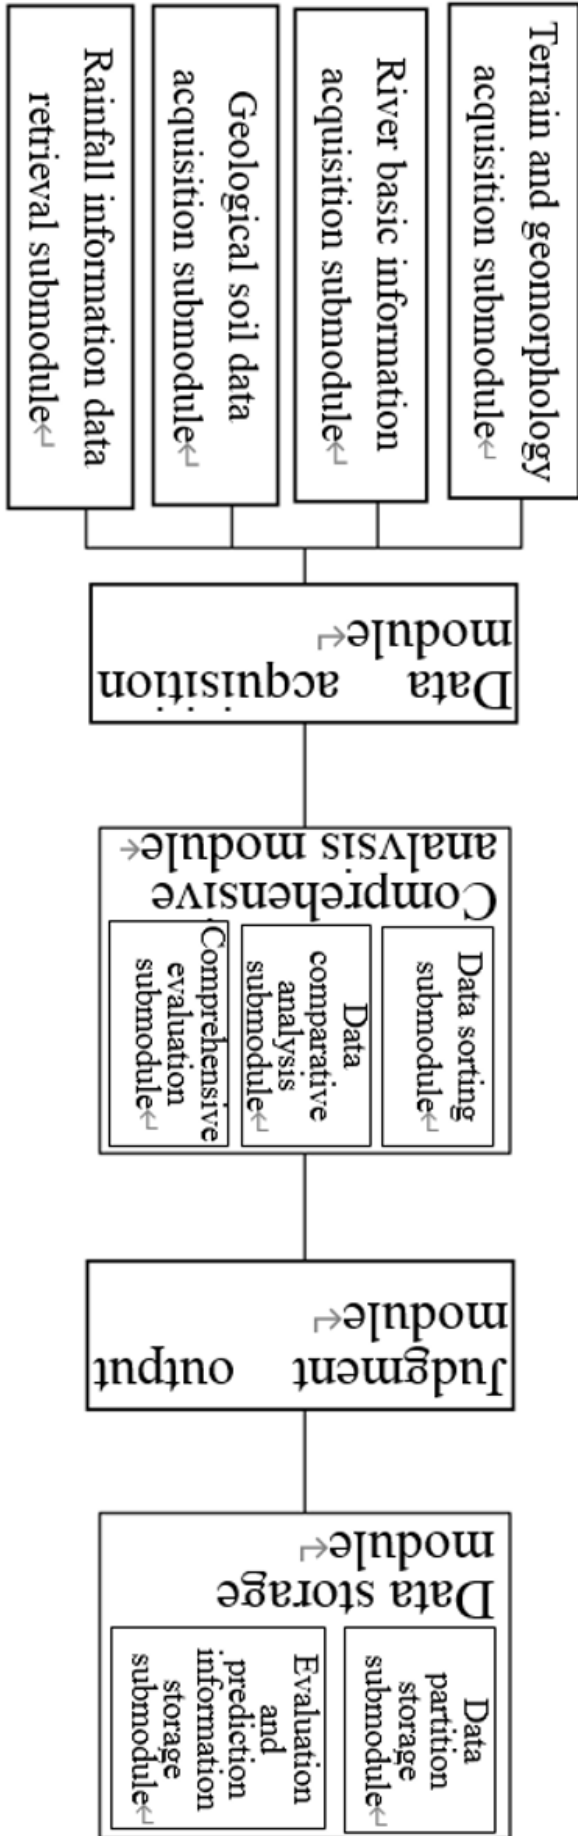 Terrain and geomorphology
acquisition submodule↵
River basic information
acquisition submodule↵
Geological soil data
acquisition submodule↵
Rainfall information data
retrieval submodule↵
Data acquisition
module↵
Comprehensive
analysis module↵
Data sorting
submodule↵
Data
comparative
analysis
submodule↵
Comprehensive
evaluation
submodule↵
Judgment output
module↵
Data storage
module↵
Data
partition
storage
submodule↵
Evaluation
and
prediction
information
storage
submodule↵